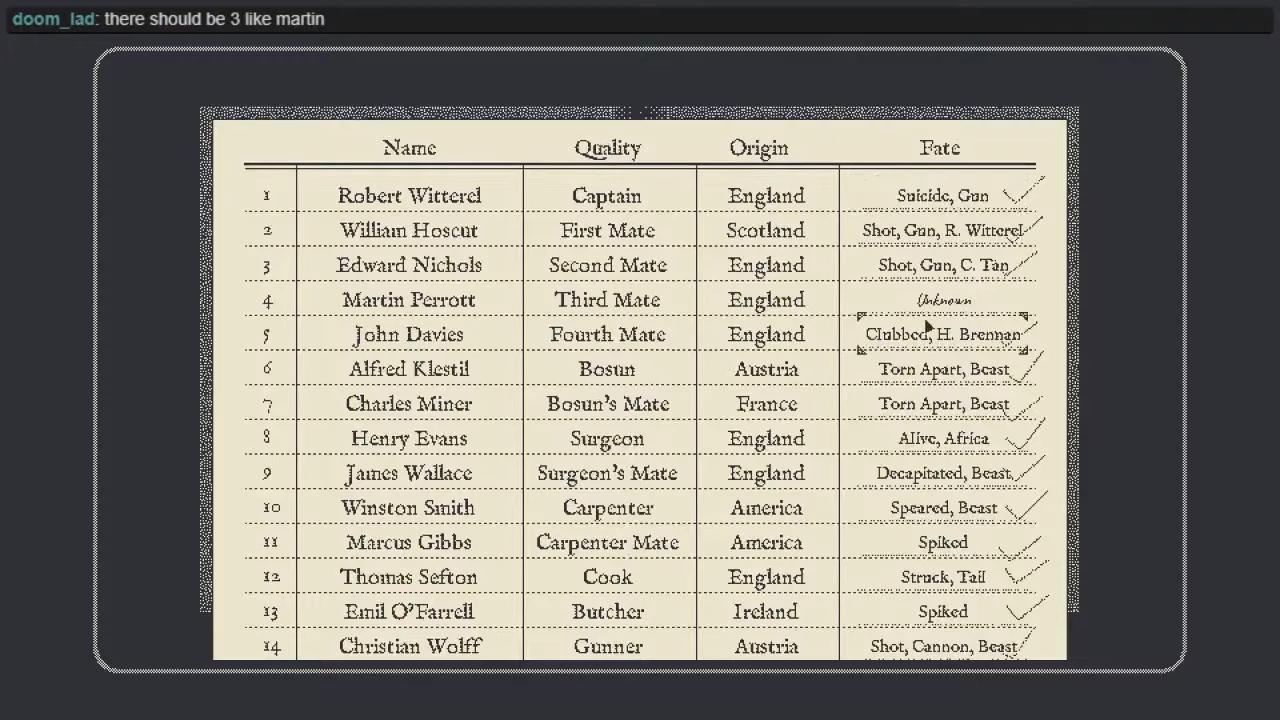 doom_lad: there should be 3 like martin
Name Quality Origin Fate
1 Robert Witterel Captain England Suicide, Gun
2 William Hoscut First Mate Scotland Shot, Gun, R. Witterel
3 Edward Nichols Second Mate England Shot, Gun, C. Tan
4 Martin Perrott Third Mate England Unknown
5 John Davies Fourth Mate England Clubbed, H. Brennan
6 Alfred Klestil Bosun Austria Torn Apart, Beast
7 Charles Miner Bosun's Mate France Torn Apart, Beast
8 Henry Evans Surgeon England Alive, Africa
9 James Wallace Surgeon's Mate England Decapitated, Beast
10 Winston Smith Carpenter America Speared, Beast
11 Marcus Gibbs Carpenter Mate America Spiked
12 Thomas Sefton Cook England Struck, Tail
13 Emil O'Farrell Butcher Ireland Spiked
14 Christian Wolff Gunner Austria Shot, Cannon, Beast